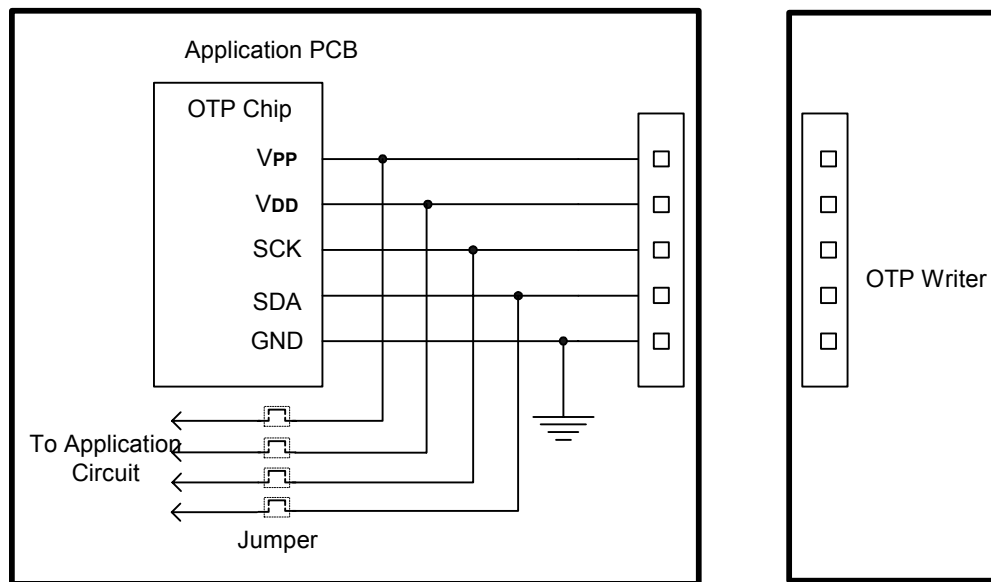 Application PCB
OTP Chip
VPP
VDD
SCK
SDA
GND
OTP Writer
To Application
Circuit
Jumper